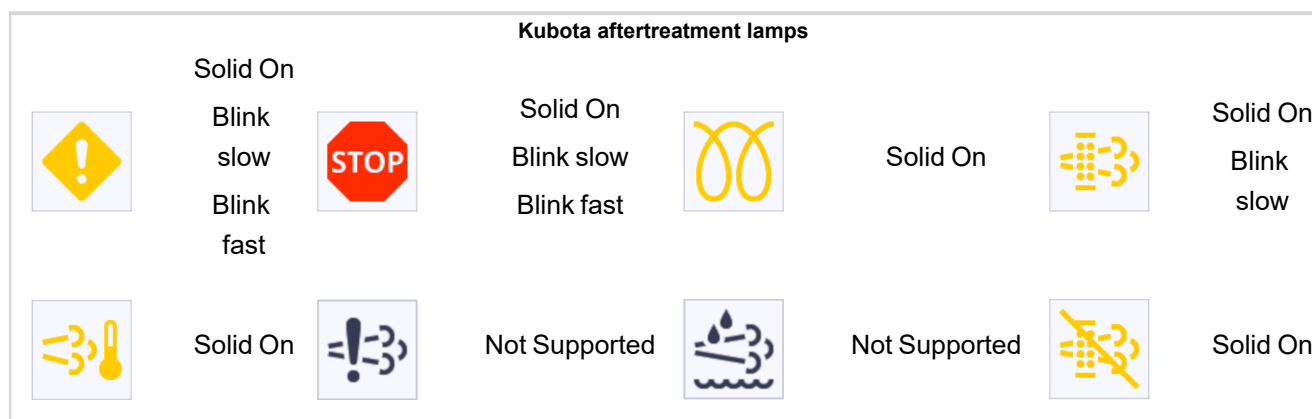 Kubota aftertreatment lamps
Solid On
Blink
slow
Blink
fast
STOP
Solid On
Blink slow
Blink fast
Solid On
Solid On
Blink
slow
Solid On
Not Supported
Not Supported
Solid On